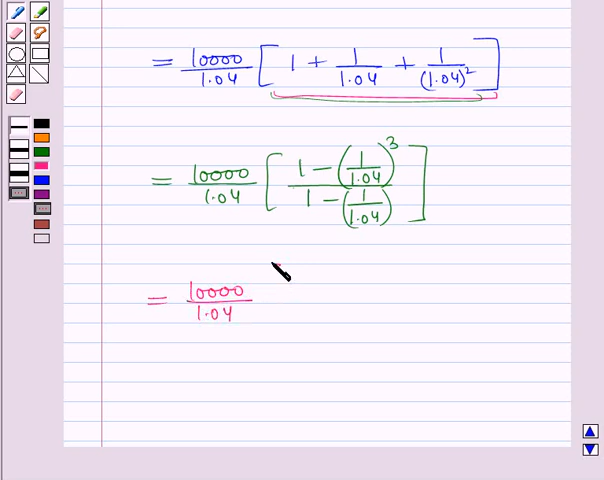 = 10000/1.04 [ 1 + 1/1.04 + 1/(1.04)² ]
= 10000/1.04 [ (1 − (1/1.04)³) / (1 − (1/1.04)) ]
= 10000/1.04